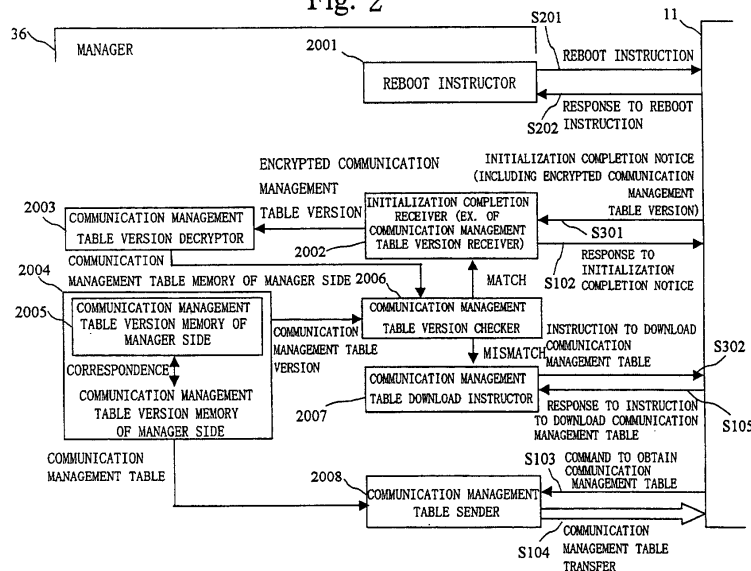 Fig. 2
36
MANAGER
2001
REBOOT INSTRUCTOR
S201
11
REBOOT INSTRUCTION
RESPONSE TO REBOOT
INSTRUCTION
S202
ENCRYPTED COMMUNICATION
MANAGEMENT
TABLE VERSION
INITIALIZATION COMPLETION NOTICE
(INCLUDING ENCRYPTED COMMUNICATION
MANAGEMENT
TABLE VERSION)
2003
COMMUNICATION MANAGEMENT
TABLE VERSION DECRYPTOR
INITIALIZATION COMPLETION
RECEIVER (EX. OF
COMMUNICATION MANAGEMENT
TABLE VERSION RECEIVER)
2002
S301
S102
RESPONSE TO
INITIALIZATION
COMPLETION NOTICE
COMMUNICATION
MANAGEMENT TABLE MEMORY OF MANAGER SIDE
2004
2005
COMMUNICATION MANAGEMENT
TABLE VERSION MEMORY OF
MANAGER SIDE
CORRESPONDENCE
COMMUNICATION MANAGEMENT
TABLE VERSION MEMORY
OF MANAGER SIDE
2006
MATCH
COMMUNICATION MANAGEMENT
TABLE VERSION CHECKER
COMMUNICATION
MANAGEMENT TABLE
VERSION
MISMATCH
INSTRUCTION TO DOWNLOAD
COMMUNICATION
MANAGEMENT TABLE
S302
COMMUNICATION MANAGEMENT
TABLE DOWNLOAD INSTRUCTOR
2007
RESPONSE TO INSTRUCTION
TO DOWNLOAD COMMUNICATION
MANAGEMENT TABLE
S105
COMMUNICATION
MANAGEMENT TABLE
2008
COMMUNICATION MANAGEMENT
TABLE SENDER
S103
COMMAND TO OBTAIN
COMMUNICATION
MANAGEMENT TABLE
S104
COMMUNICATION
MANAGEMENT TABLE
TRANSFER